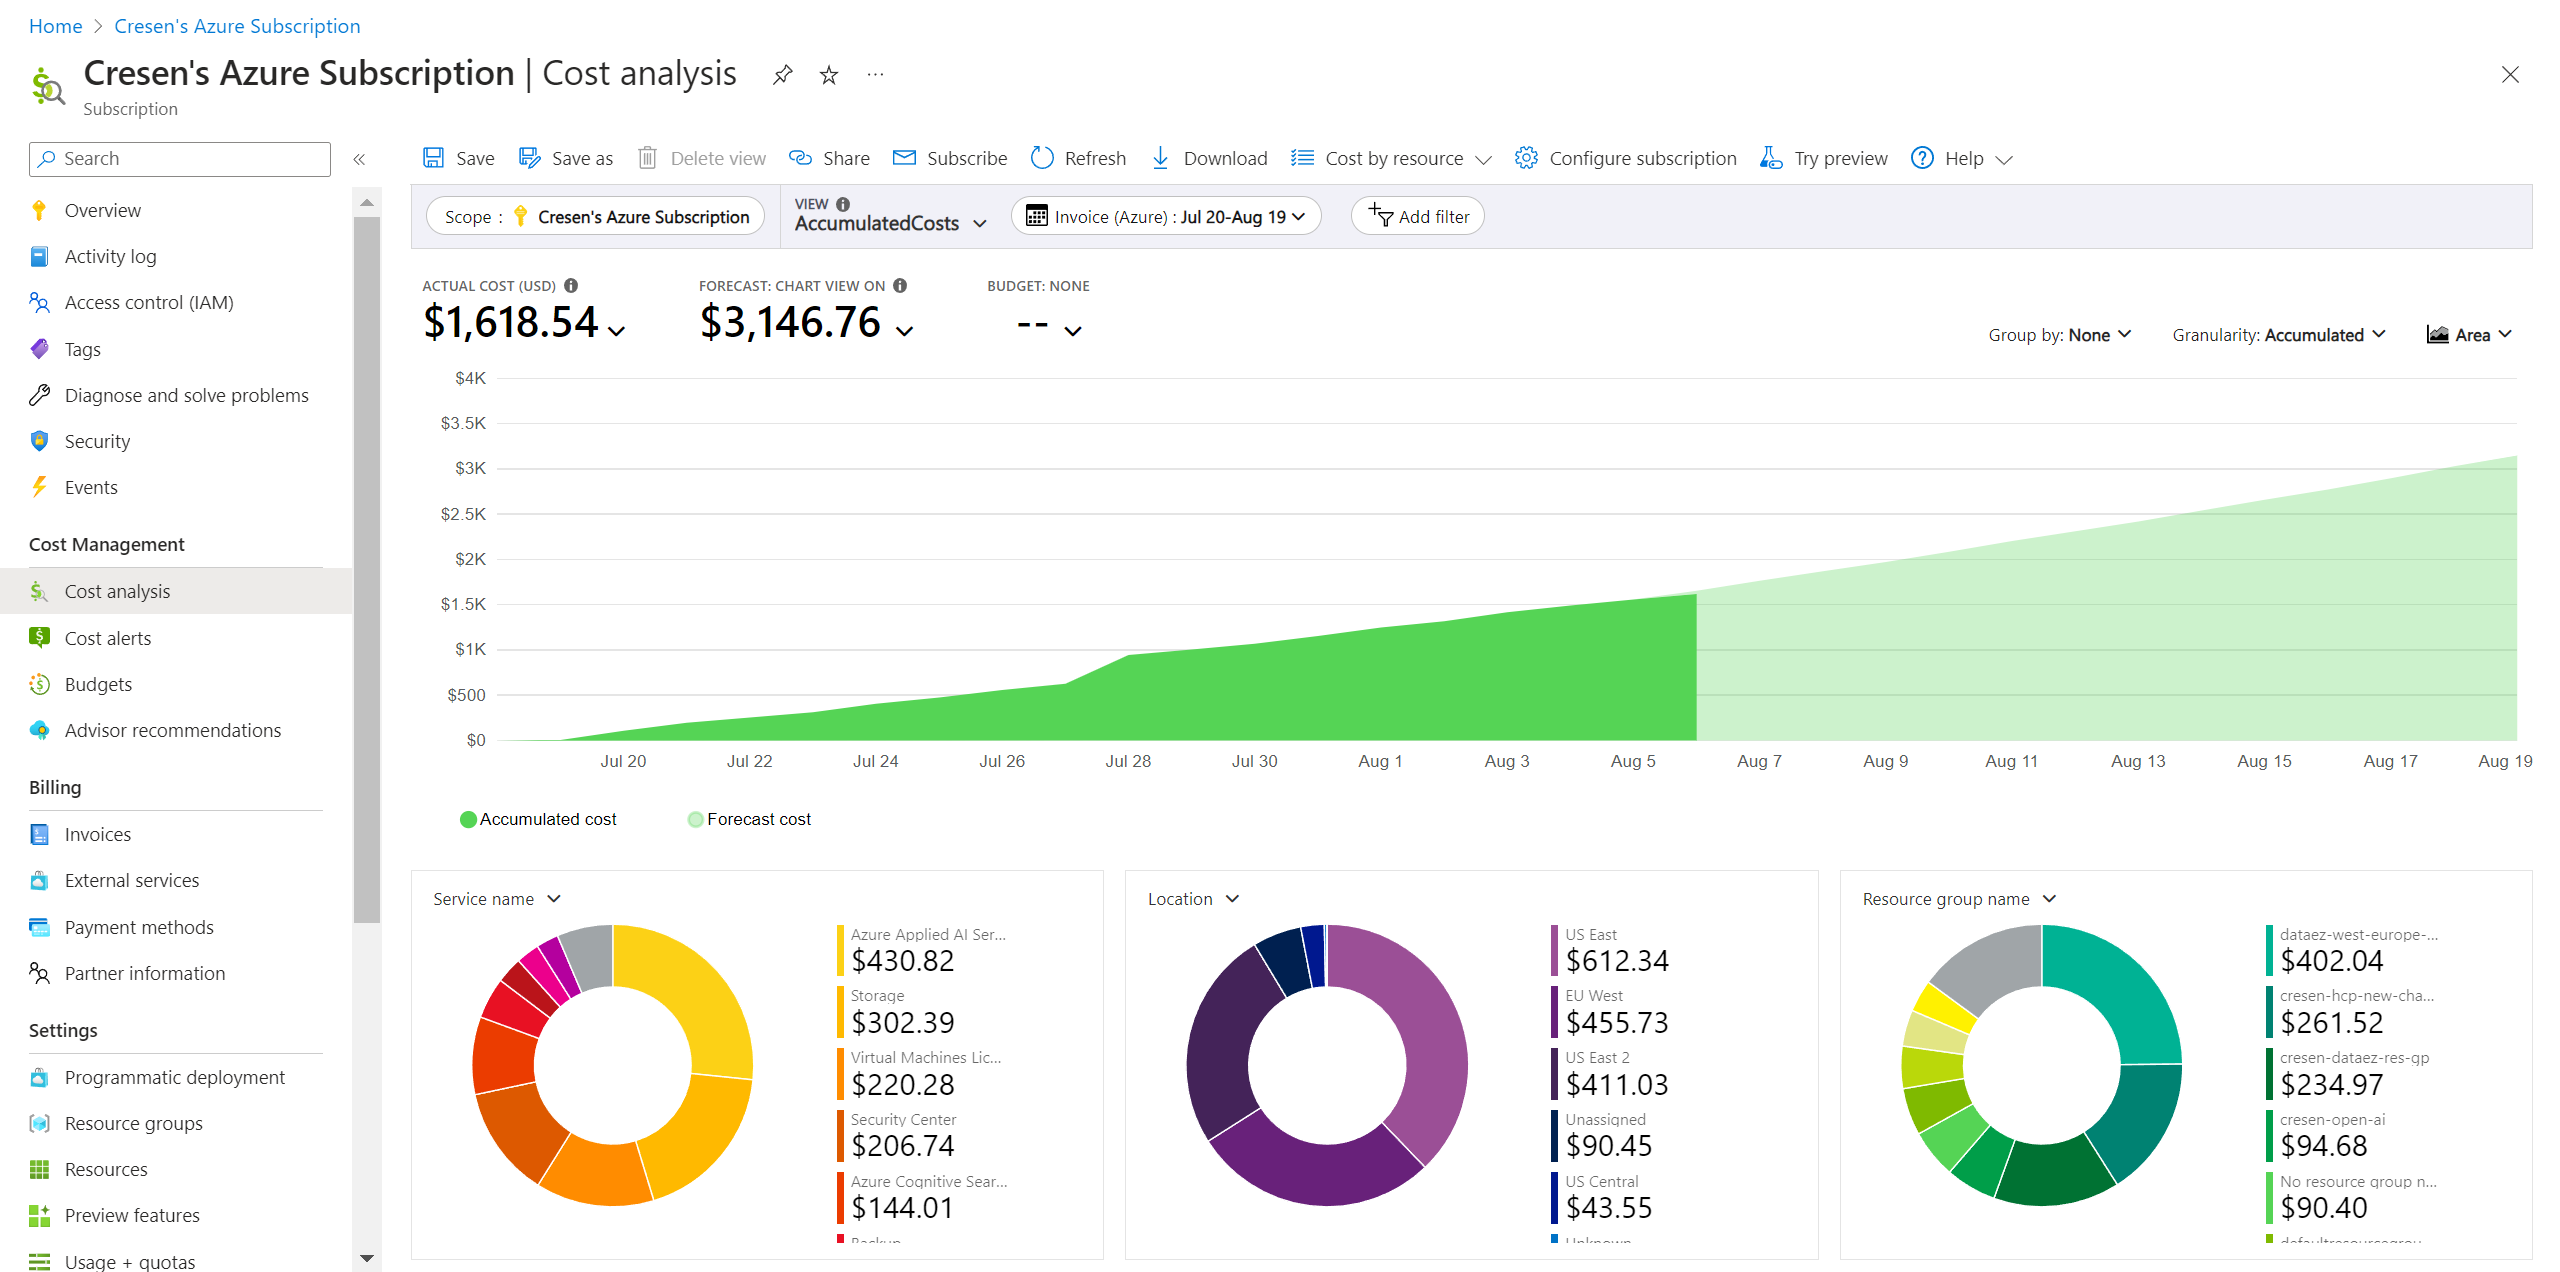 Home > Cresen's Azure Subscription
Cresen's Azure Subscription | Cost analysis
Subscription
Search
Overview
Activity log
Access control (IAM)
Tags
Diagnose and solve problems
Security
Events
Cost Management
Cost analysis
Cost alerts
Budgets
Advisor recommendations
Billing
Invoices
External services
Payment methods
Partner information
Settings
Programmatic deployment
Resource groups
Resources
Preview features
Usage + quotas
Save Save as Delete view Share Subscribe Refresh Download Cost by resource Configure subscription Try preview Help
Scope : Cresen's Azure Subscription
VIEW
AccumulatedCosts
Invoice (Azure) : Jul 20-Aug 19
Add filter
ACTUAL COST (USD)
$1,618.54
FORECAST: CHART VIEW ON
$3,146.76
BUDGET: NONE
--
Group by: None
Granularity: Accumulated
Area
$4K
$3.5K
$3K
$2.5K
$2K
$1.5K
$1K
$500
$0
Jul 20 Jul 22 Jul 24 Jul 26 Jul 28 Jul 30 Aug 1 Aug 3 Aug 5 Aug 7 Aug 9 Aug 11 Aug 13 Aug 15 Aug 17 Aug 19
Accumulated cost Forecast cost
Service name
Azure Applied AI Ser...
$430.82
Storage
$302.39
Virtual Machines Lic...
$220.28
Security Center
$206.74
Azure Cognitive Sear...
$144.01
Backup
Location
US East
$612.34
EU West
$455.73
US East 2
$411.03
Unassigned
$90.45
US Central
$43.55
Unknown
Resource group name
dataez-west-europe-...
$402.04
cresen-hcp-new-cha...
$261.52
cresen-dataez-res-gp
$234.97
cresen-open-ai
$94.68
No resource group n...
$90.40
defaultresourcegrou...